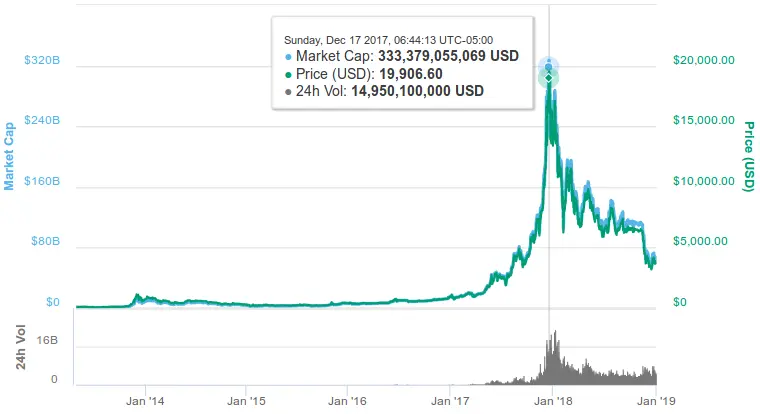 Sunday, Dec 17 2017, 06:44:13 UTC-05:00
● Market Cap: 333,379,055,069 USD
● Price (USD): 19,906.60
● 24h Vol: 14,950,100,000 USD
Market Cap
$320B
$240B
$160B
$80B
$0
$20,000.00
$15,000.00
$10,000.00
$5,000.00
$0
Price (USD)
24h Vol
16B
0
Jan '14
Jan '15
Jan '16
Jan '17
Jan '18
Jan '19